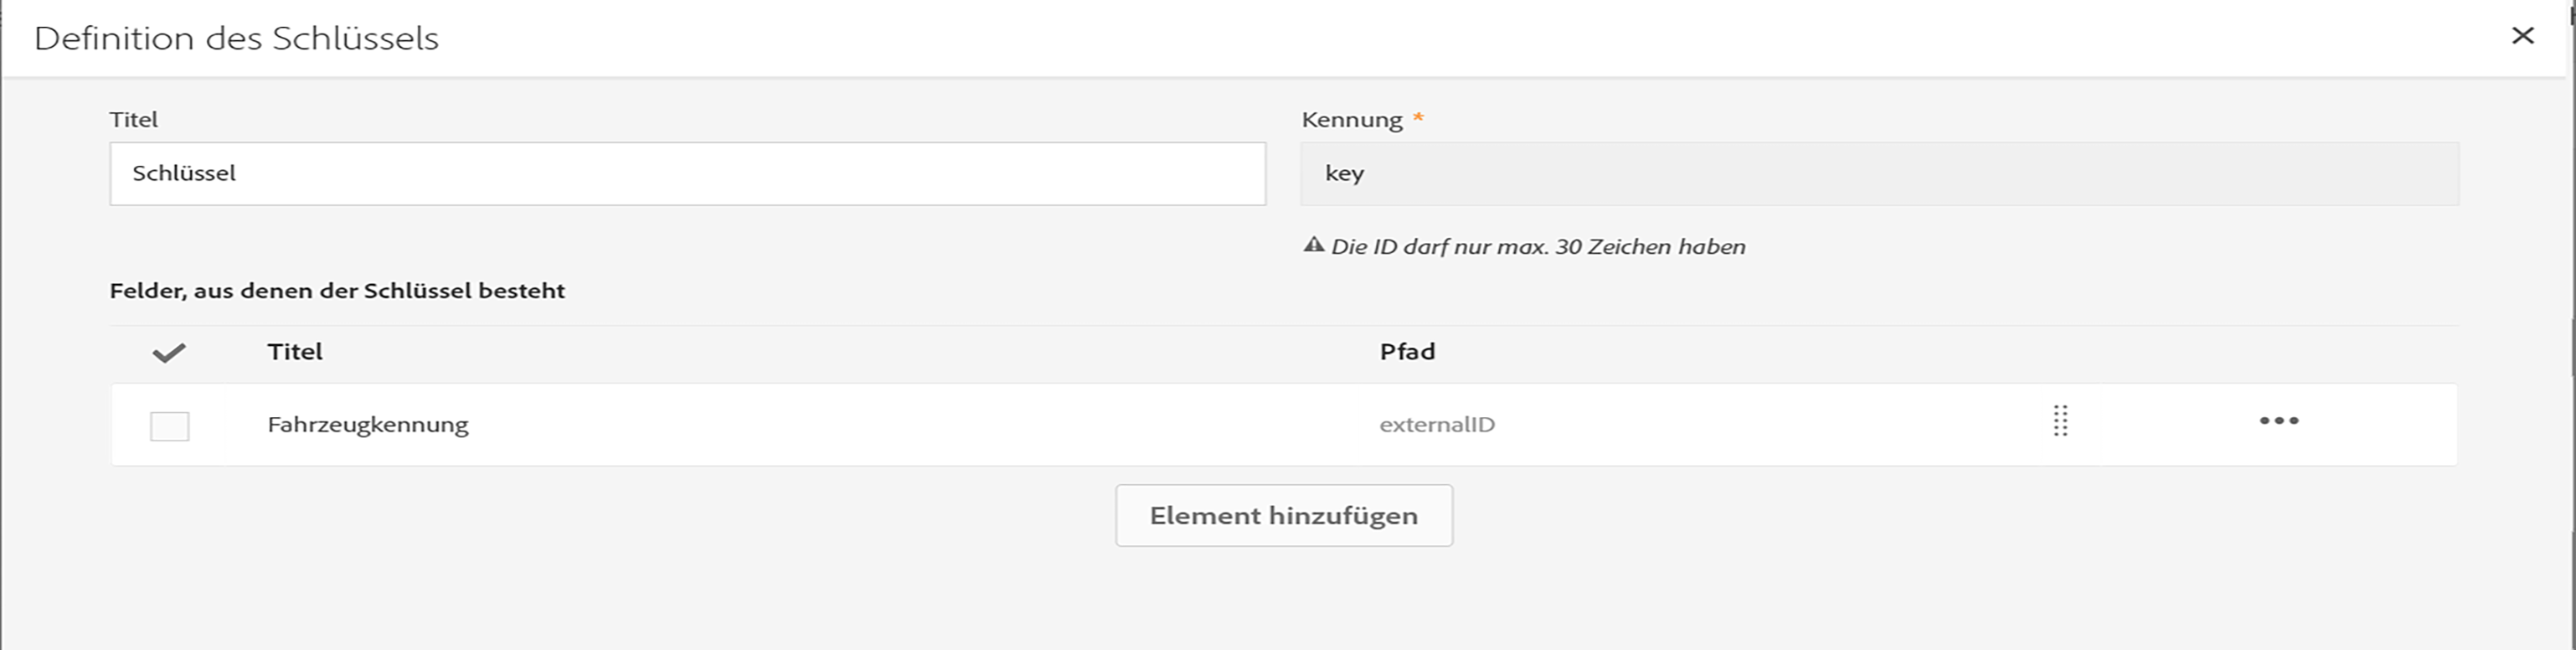 Definition des Schlüssels
Titel
Kennung *
Schlüssel
key
Die ID darf nur max. 30 Zeichen haben
Felder, aus denen der Schlüssel besteht
Titel Pfad
Fahrzeugkennung externalID
Element hinzufügen